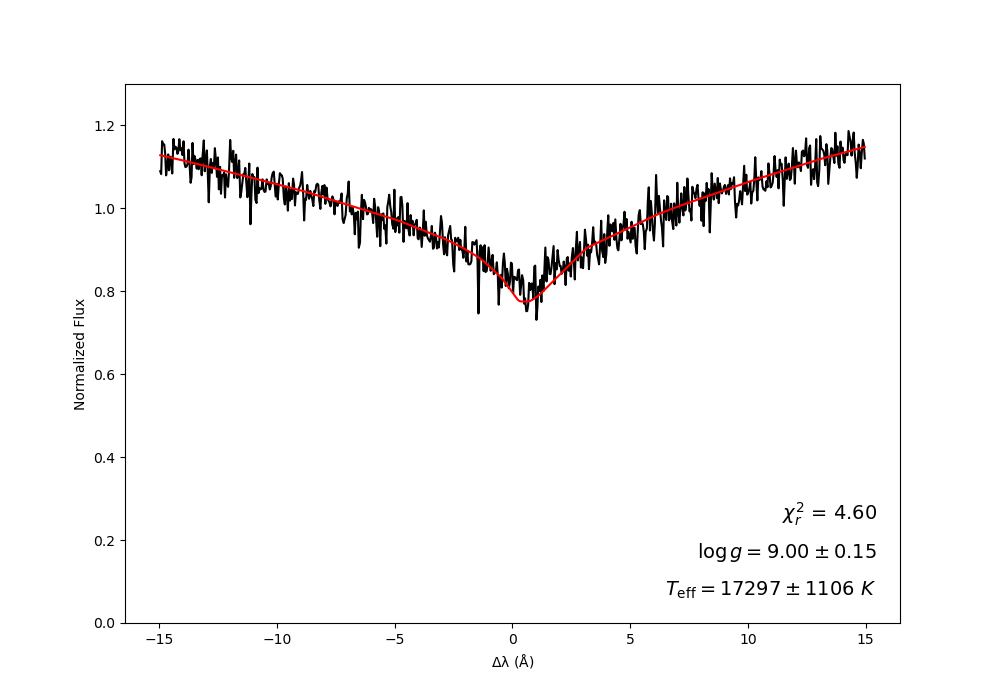 1.2
1.0
0.8
0.6
0.4
0.2
0.0
Normalized Flux
χ²ᵣ = 4.60
log g = 9.00 ± 0.15
T_eff = 17297 ± 1106 K
−15 −10 −5 0 5 10 15
Δλ (Å)